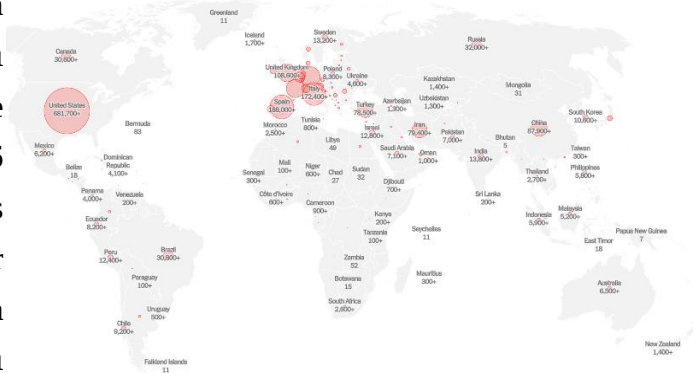 Greenland
11
Iceland
1,700+
Sweden
13,200+
Russia
32,000+
Canada
30,600+
United Kingdom
108,600+
Poland
8,300+
Ukraine
4,600+
Kazakhstan
1,400+
Mongolia
31
United States
681,700+
Bermuda
83
Spain
188,000+
Italy
172,400+
Turkey
78,500+
Azerbaijan
1,300+
Uzbekistan
1,300+
China
87,000+
South Korea
10,600+
Morocco
2,500+
Tunisia
800+
Israel
12,800+
Iran
79,400+
Pakistan
7,000+
Bhutan
5
Taiwan
300+
Mexico
6,200+
Belize
18
Dominican
Republic
4,100+
Libya
49
Saudi Arabia
7,100+
Oman
1,000+
India
13,800+
Thailand
2,700+
Philippines
5,800+
Panama
4,000+
Venezuela
200+
Senegal
300+
Mali
100+
Niger
600+
Chad
27
Sudan
32
Djibouti
700+
Sri Lanka
200+
Ecuador
8,200+
Côte d'Ivoire
600+
Cameroon
900+
Kenya
200+
Tanzania
100+
Seychelles
11
Indonesia
5,900+
Malaysia
5,200+
Papua New Guinea
7
East Timor
18
Peru
12,400+
Brazil
30,800+
Paraguay
100+
Zambia
52
Botswana
15
Mauritius
300+
Australia
6,500+
South Africa
2,600+
Chile
9,200+
Uruguay
500+
New Zealand
1,400+
Falkland Islands
11